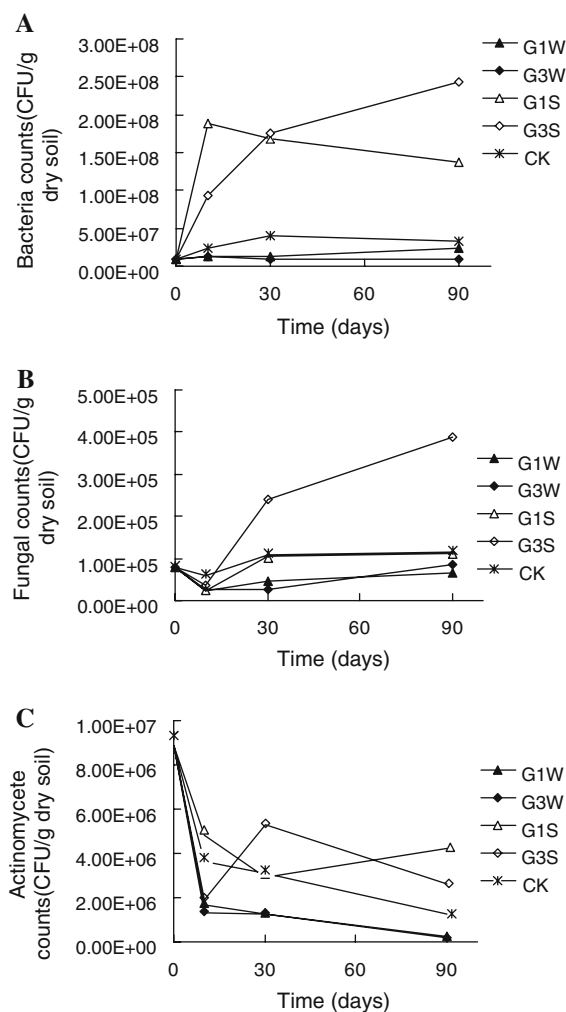 A
Bacteria counts(CFU/g
dry soil)
3.00E+08
2.50E+08
2.00E+08
1.50E+08
1.00E+08
5.00E+07
0.00E+00
0
30
60
90
Time (days)
G1W
G3W
G1S
G3S
CK
B
Fungal counts(CFU/g
dry soil)
5.00E+05
4.00E+05
3.00E+05
2.00E+05
1.00E+05
0.00E+00
0
30
60
90
Time (days)
G1W
G3W
G1S
G3S
CK
C
Actinomycete
counts(CFU/g dry soil)
1.00E+07
8.00E+06
6.00E+06
4.00E+06
2.00E+06
0.00E+00
0
30
60
90
Time (days)
G1W
G3W
G1S
G3S
CK